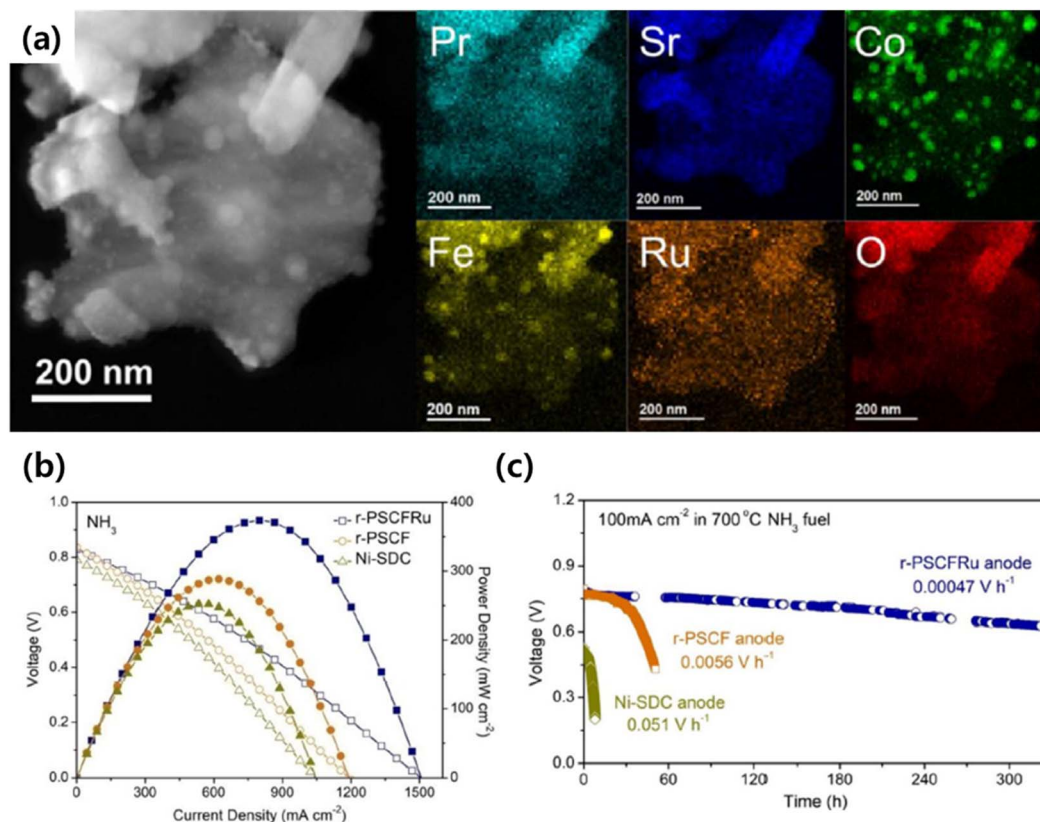 (a)
200 nm
Pr
200 nm
Sr
200 nm
Co
200 nm
Fe
200 nm
Ru
200 nm
O
200 nm
(b)
NH₃
r-PSCFRu
r-PSCF
Ni-SDC
1.0
0.8
0.6
0.4
0.2
0.0
Voltage (V)
400
300
200
100
0
Power Density (mW cm⁻²)
0
300
600
900
1200
1500
Current Density (mA cm⁻²)
(c)
100mA cm⁻² in 700 °C NH₃ fuel
r-PSCFRu anode
0.00047 V h⁻¹
r-PSCF anode
0.0056 V h⁻¹
Ni-SDC anode
0.051 V h⁻¹
1.2
0.9
0.6
0.3
0.0
Voltage (V)
0
60
120
180
240
300
Time (h)